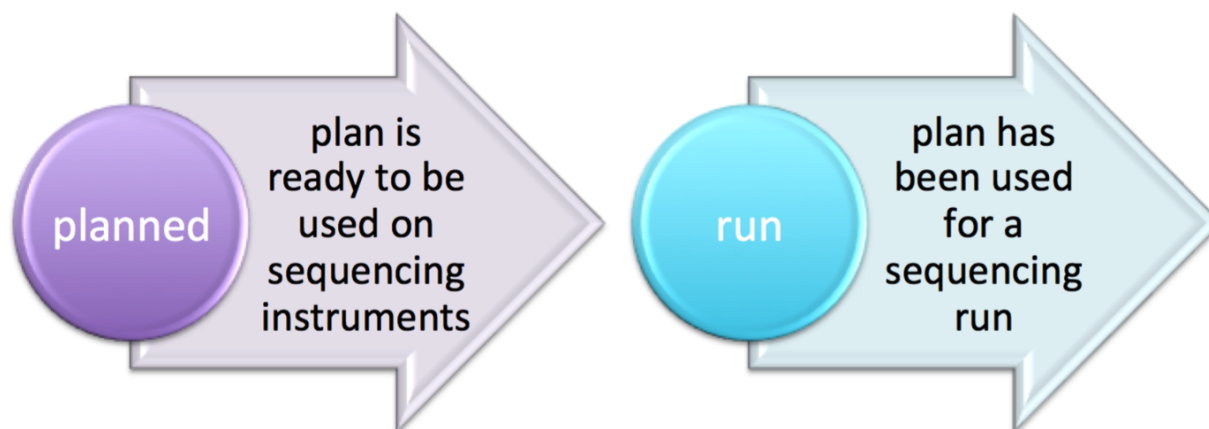 planned
plan is
ready to be
used on
sequencing
instruments
run
plan has
been used
for a
sequencing
run